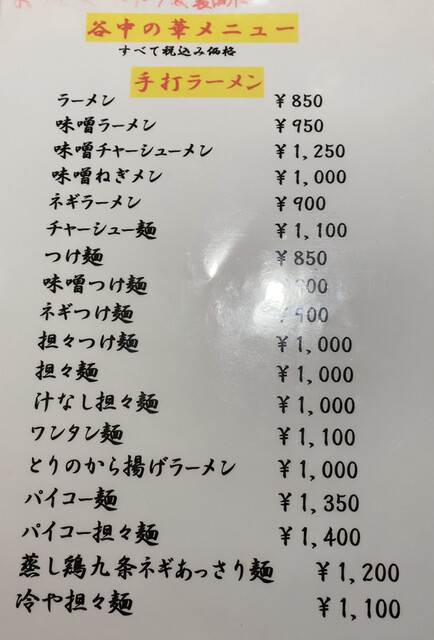 谷中の華メニュー
すべて税込み価格
手打ラーメン
ラーメン ¥850
味噌ラーメン ¥950
味噌チャーシューメン ¥1,250
味噌ねぎメン ¥1,000
ネギラーメン ¥900
チャーシュー麺 ¥1,100
つけ麺 ¥850
味噌つけ麺
ネギつけ麺 ¥900
担々つけ麺 ¥1,000
担々麺 ¥1,000
汁なし担々麺 ¥1,000
ワンタン麺 ¥1,100
とりのから揚げラーメン ¥1,000
パイコー麺 ¥1,350
パイコー担々麺 ¥1,400
蒸し鶏九条ネギあっさり麺 ¥1,200
冷や担々麺 ¥1,100